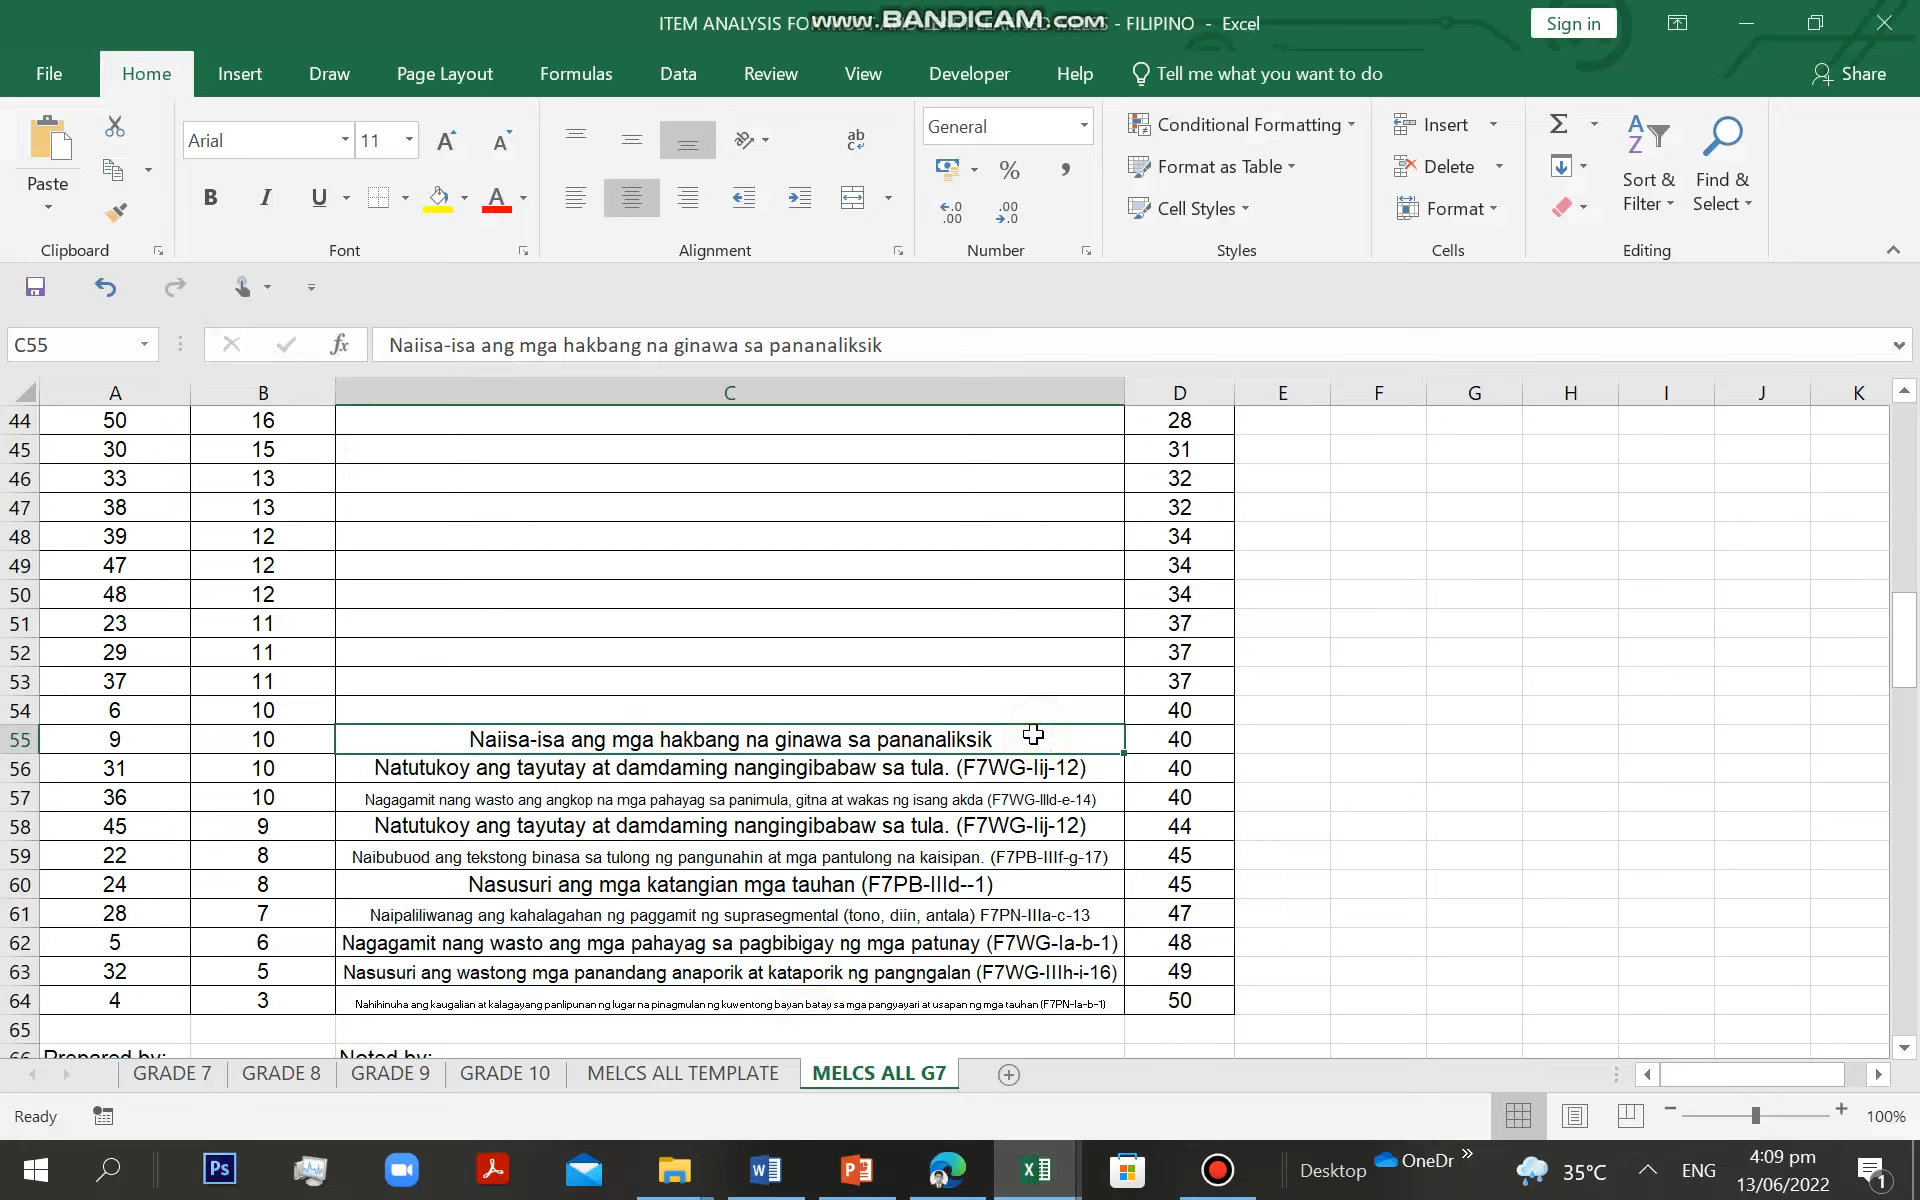 ITEM ANALYSIS FO
www.BANDICAM.com
- FILIPINO - Excel
Sign in
File Home Insert Draw Page Layout Formulas Data Review View Developer Help Tell me what you want to do Share
Paste
Arial 11
General
Conditional Formatting
Format as Table
Cell Styles
Insert
Delete
Format
Sort & Filter
Find & Select
Clipboard Font Alignment Number Styles Cells Editing
C55 fx Naiisa-isa ang mga hakbang na ginawa sa pananaliksik
A B C D E F G H I J K
44 50 16 28
45 30 15 31
46 33 13 32
47 38 13 32
48 39 12 34
49 47 12 34
50 48 12 34
51 23 11 37
52 29 11 37
53 37 11 37
54 6 10 40
55 9 10 Naiisa-isa ang mga hakbang na ginawa sa pananaliksik 40
56 31 10 Natutukoy ang tayutay at damdaming nangingibabaw sa tula. (F7WG-Iij-12) 40
57 36 10 Nagagamit nang wasto ang angkop na mga pahayag sa panimula, gitna at wakas ng isang akda (F7WG-IIId-e-14) 40
58 45 9 Natutukoy ang tayutay at damdaming nangingibabaw sa tula. (F7WG-Iij-12) 44
59 22 8 Naibubuod ang tekstong binasa sa tulong ng pangunahin at mga pantulong na kaisipan. (F7PB-IIIf-g-17) 45
60 24 8 Nasusuri ang mga katangian mga tauhan (F7PB-IIId--1) 45
61 28 7 Naipaliliwanag ang kahalagahan ng paggamit ng suprasegmental (tono, diin, antala) F7PN-IIIa-c-13 47
62 5 6 Nagagamit nang wasto ang mga pahayag sa pagbibigay ng mga patunay (F7WG-Ia-b-1) 48
63 32 5 Nasusuri ang wastong mga panandang anaporik at kataporik ng pangngalan (F7WG-IIIh-i-16) 49
64 4 3 Nahihinuha ang kaugalian at kalagayang panlipunan ng lugar na pinagmulan ng kuwentong bayan batay sa mga pangyayari at usapan ng mga tauhan (F7PN-Ia-b-1) 50
65
66 Prepared by: Noted by:
GRADE 7 GRADE 8 GRADE 9 GRADE 10 MELCS ALL TEMPLATE MELCS ALL G7
Ready 100%
Desktop OneDr » 35°C ENG 4:09 pm
13/06/2022 1